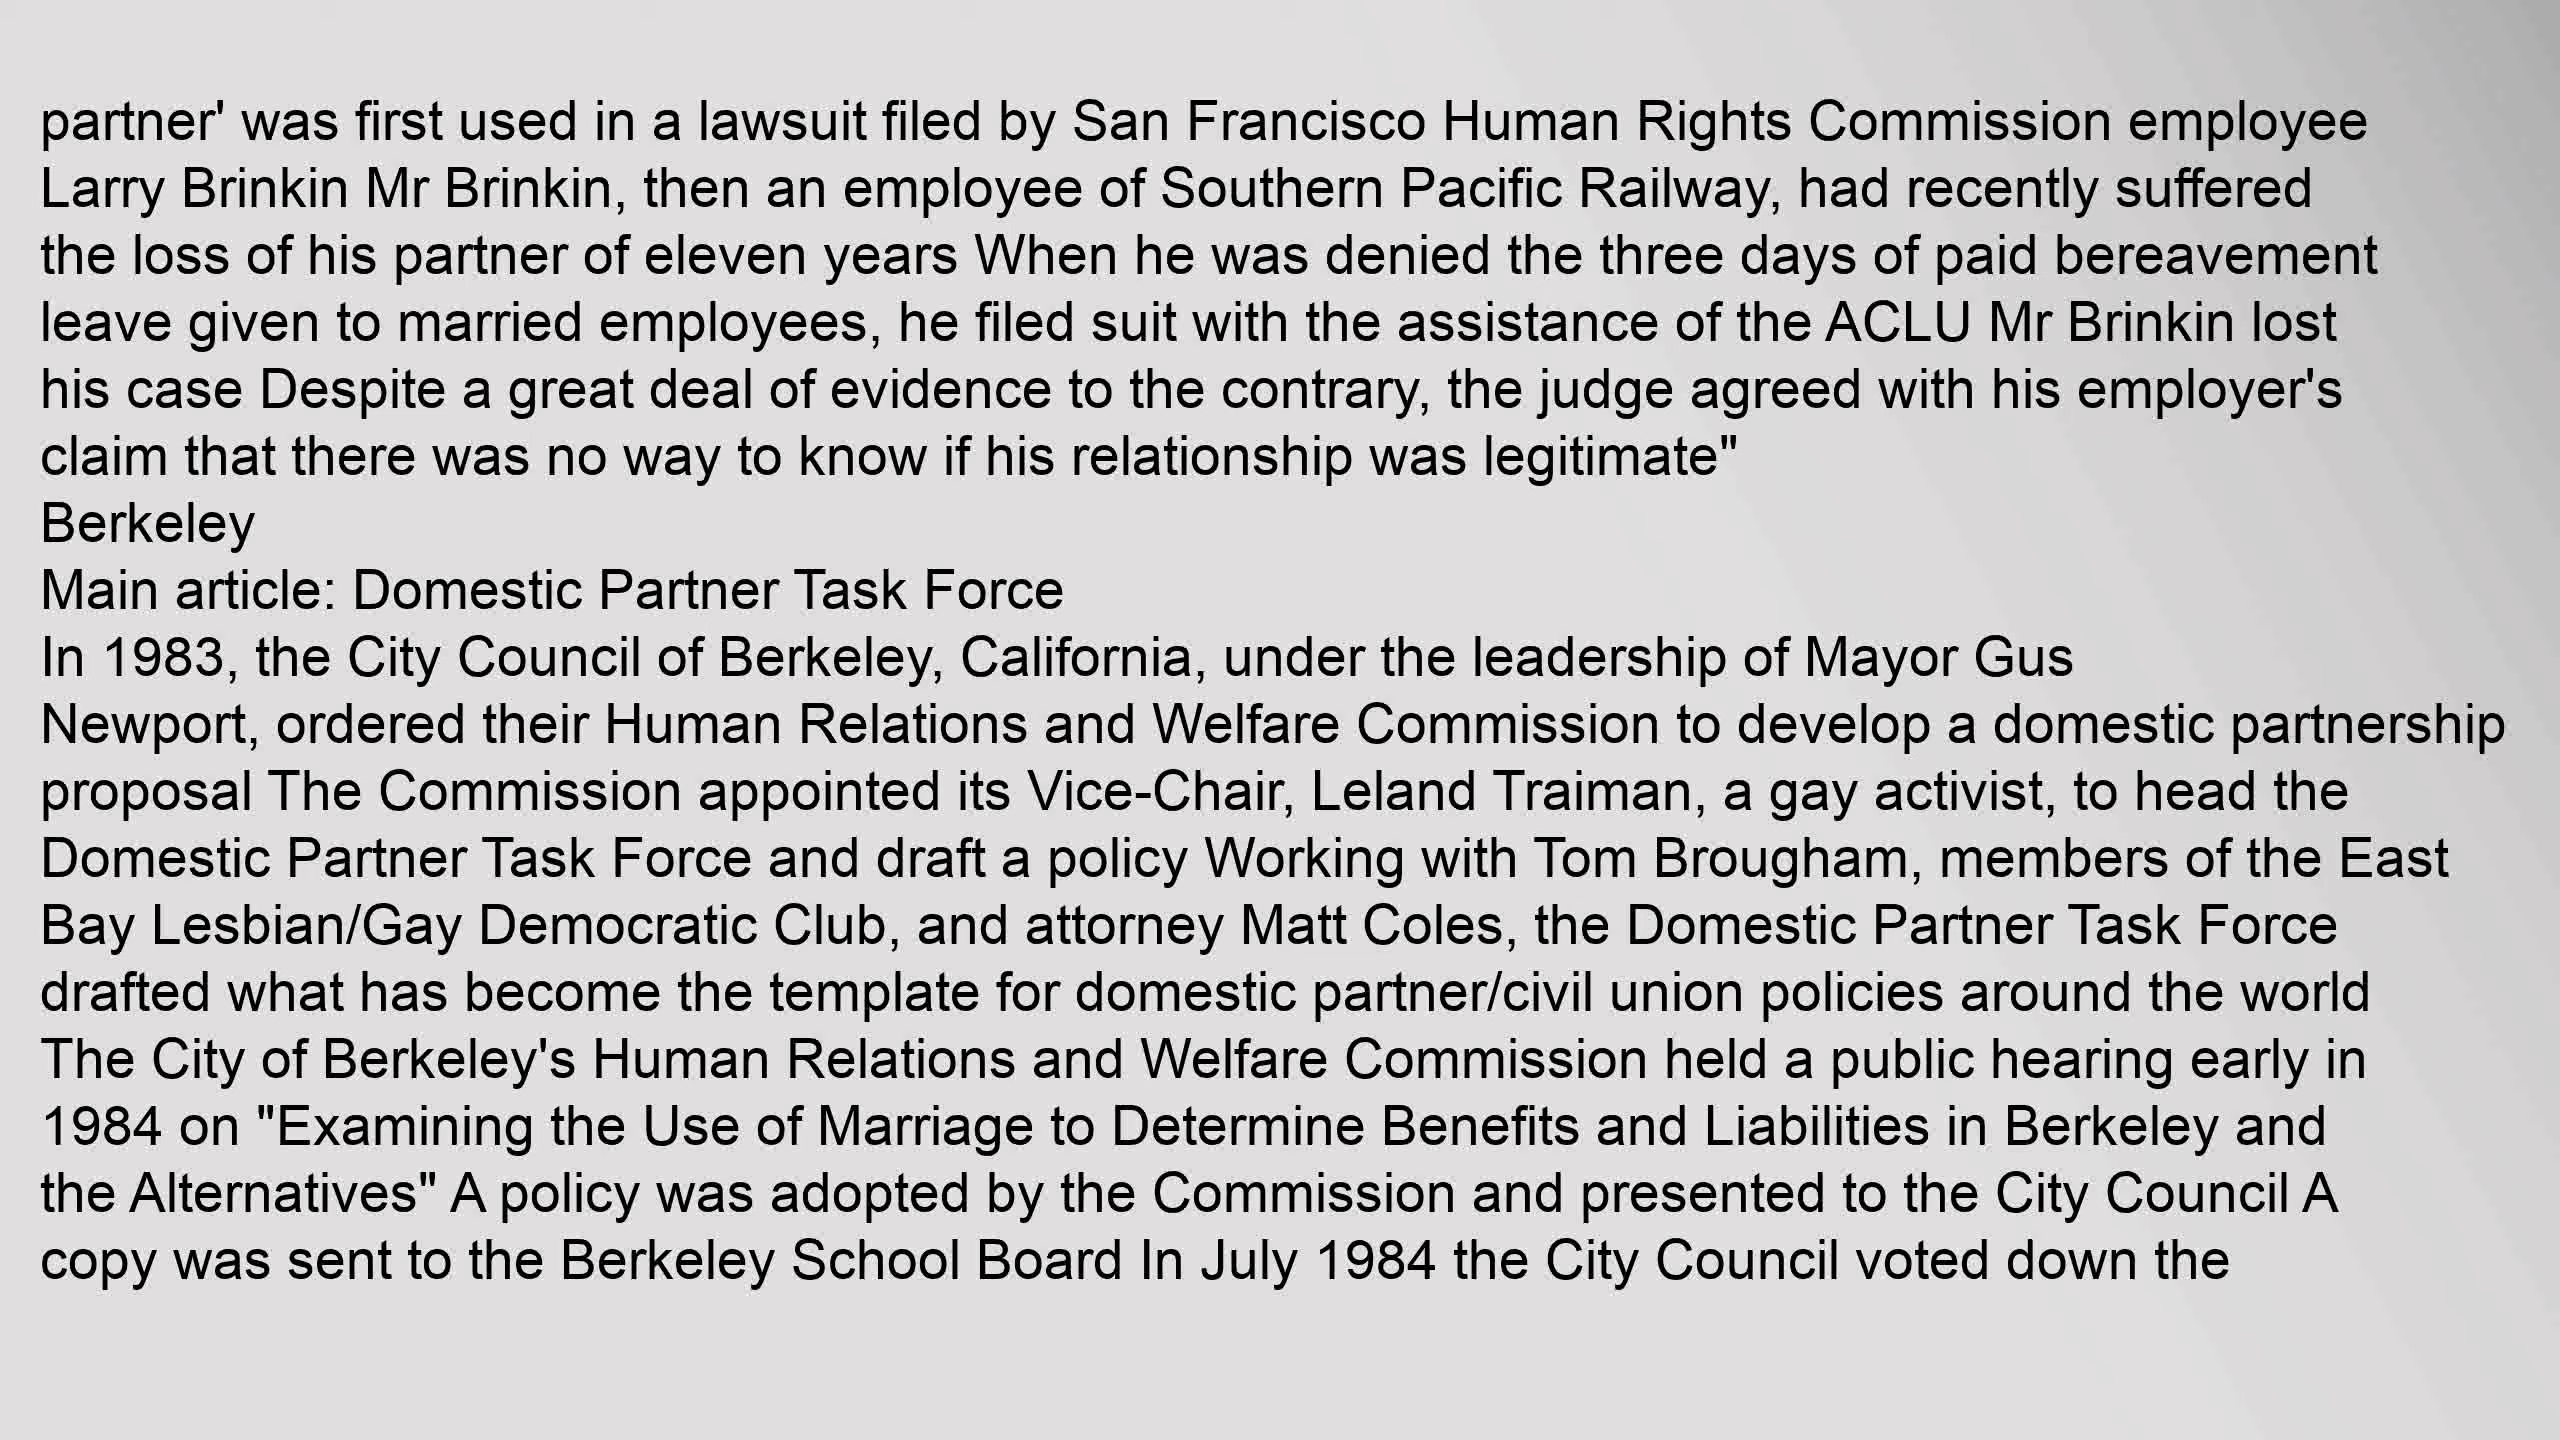 partner' was first used in a lawsuit filed by San Francisco Human Rights Commission employee
Larry Brinkin Mr Brinkin, then an employee of Southern Pacific Railway, had recently suffered
the loss of his partner of eleven years When he was denied the three days of paid bereavement
leave given to married employees, he filed suit with the assistance of the ACLU Mr Brinkin lost
his case Despite a great deal of evidence to the contrary, the judge agreed with his employer's
claim that there was no way to know if his relationship was legitimate"
Berkeley
Main article: Domestic Partner Task Force
In 1983, the City Council of Berkeley, California, under the leadership of Mayor Gus
Newport, ordered their Human Relations and Welfare Commission to develop a domestic partnership
proposal The Commission appointed its Vice-Chair, Leland Traiman, a gay activist, to head the
Domestic Partner Task Force and draft a policy Working with Tom Brougham, members of the East
Bay Lesbian/Gay Democratic Club, and attorney Matt Coles, the Domestic Partner Task Force
drafted what has become the template for domestic partner/civil union policies around the world
The City of Berkeley's Human Relations and Welfare Commission held a public hearing early in
1984 on "Examining the Use of Marriage to Determine Benefits and Liabilities in Berkeley and
the Alternatives" A policy was adopted by the Commission and presented to the City Council A
copy was sent to the Berkeley School Board In July 1984 the City Council voted down the